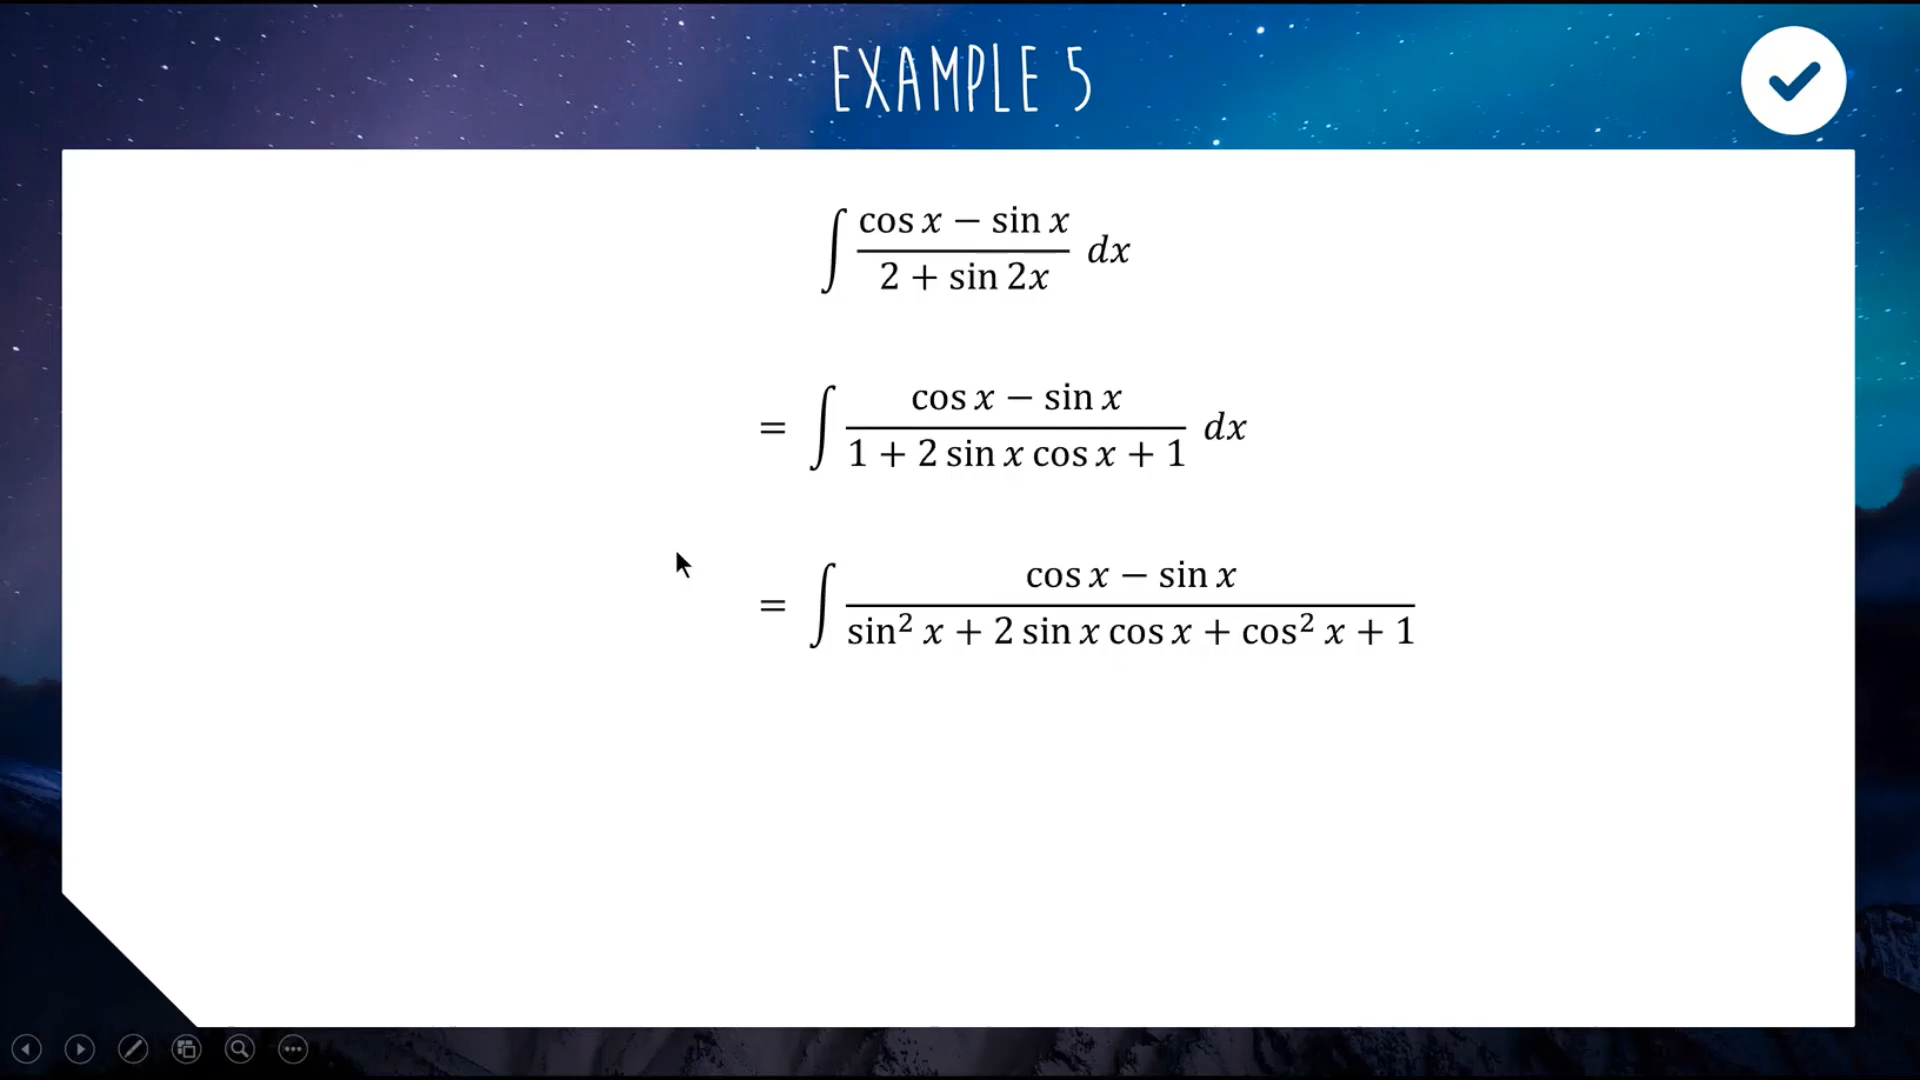 EXAMPLE 5
∫ (cos x − sin x)/(2 + sin 2x) dx
= ∫ (cos x − sin x)/(1 + 2 sin x cos x + 1) dx
= ∫ (cos x − sin x)/(sin² x + 2 sin x cos x + cos² x + 1)